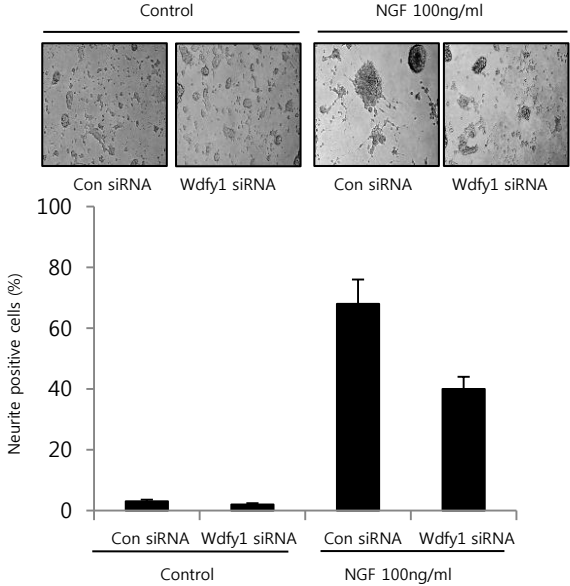 Control NGF 100ng/ml
Con siRNA Wdfy1 siRNA Con siRNA Wdfy1 siRNA
100
80
60
40
20
0
Neurite positive cells (%)
Con siRNA Wdfy1 siRNA Con siRNA Wdfy1 siRNA
Control NGF 100ng/ml